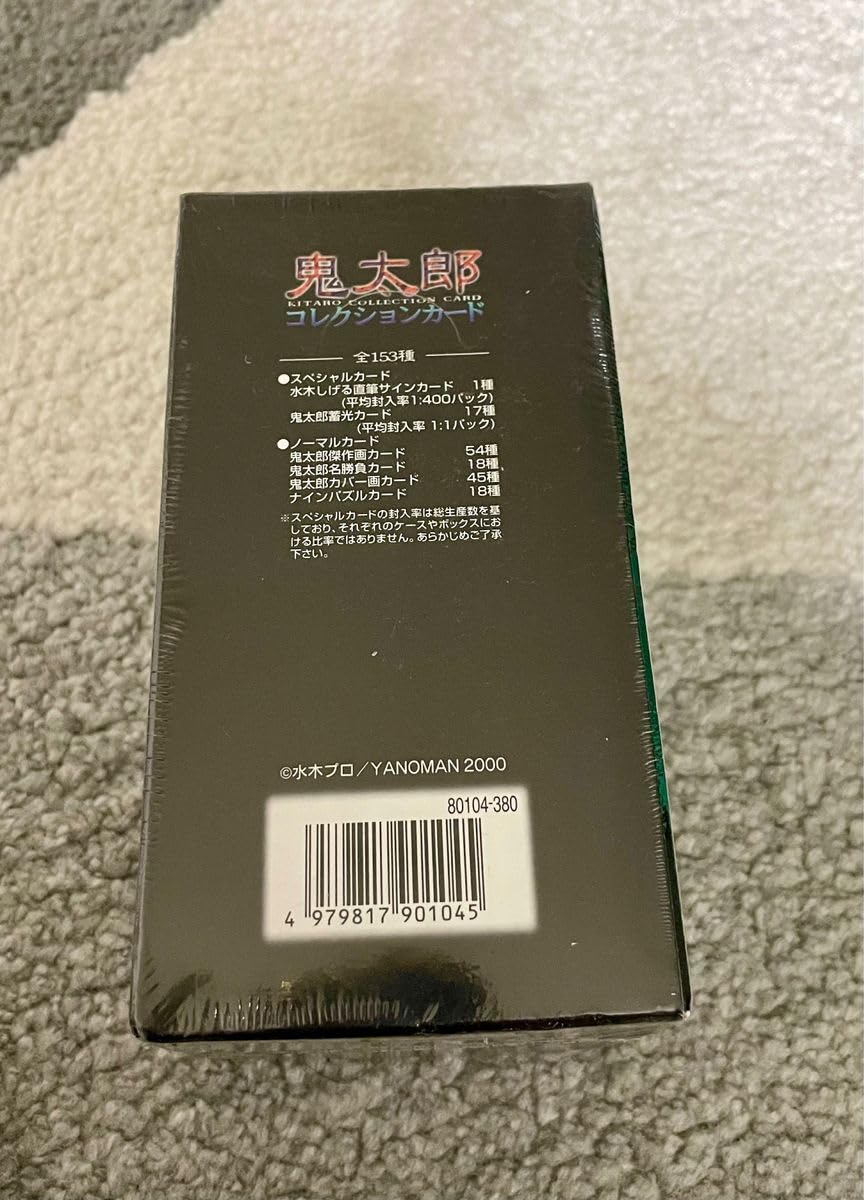 鬼太郎
KITARO COLLECTION CARD
コレクションカード
全153種
●スペシャルカード
水木しげる直筆サインカード 1種
(平均封入率1:400パック)
鬼太郎蓄光カード 17種
(平均封入率 1:1パック)
●ノーマルカード
鬼太郎傑作画カード 54種
鬼太郎名勝負カード 18種
鬼太郎カバー画カード 45種
ナインパズルカード 18種
※スペシャルカードの封入率は総生産数を基
しており、それぞれのケースやボックスにお
ける比率ではありません。あらかじめご了承
下さい。
©水木プロ/YANOMAN 2000
80104-380
4 979817 901045